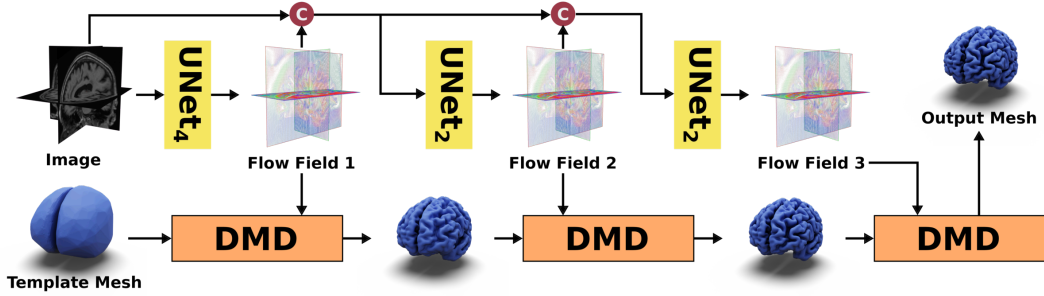 C
C
UNet4
UNet2
UNet2
Image
Flow Field 1
Flow Field 2
Flow Field 3
Output Mesh
DMD
DMD
DMD
Template Mesh